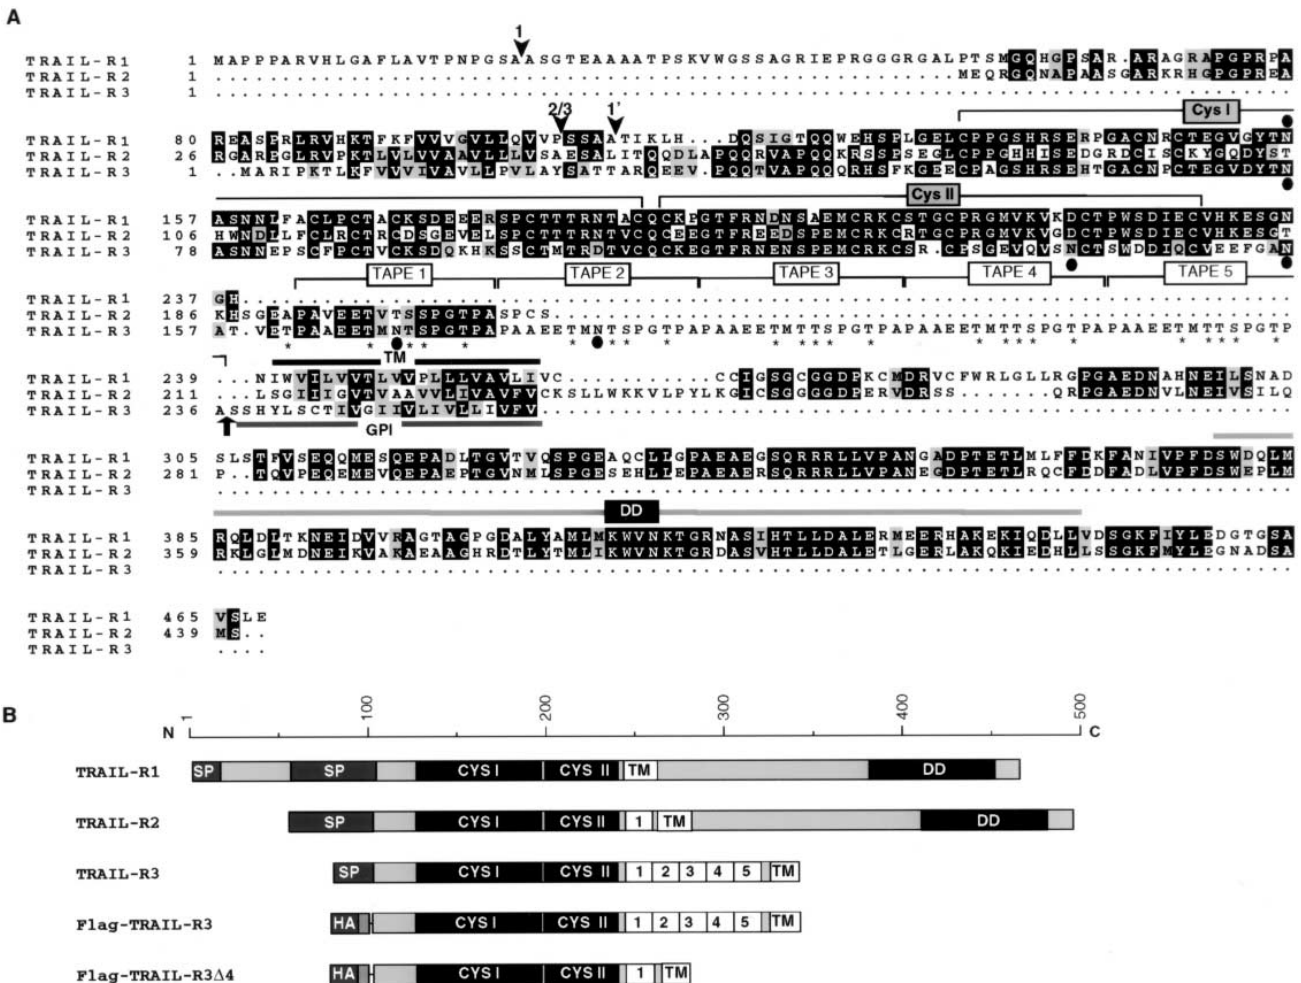 A
1
TRAIL-R1 1 MAPPPARVHLGAFLAVTPNPGSAASGTEAAAATPSKVWGSSAGRIEPRGGGRGALPTSMGQHGPSAR.ARAGRAPGPRPA
TRAIL-R2 1 ..........................................................MEQRGQNAPAASGARKRHGPGPREA
TRAIL-R3 1 ................................................................................
2/3 1' Cys I
TRAIL-R1 80 REASPRLRVHKTFKFVVVGVLLQVVPSSAATIKLH...DQSIGTQQWEHSPLGELCPPGSHRSERPGACNRCTEGVGYTN
TRAIL-R2 26 RGARPGLRVPKTLVLVVAAVLLLVSAESALITQQDLAPQQRVAPQQKRSSPSEGLCPPGHHISEDGRDCISCKYGQDYST
TRAIL-R3 1 ..MARIPKTLKFVVVIVAVLLPVLAYSATTARQEEV.PQQTVAPQQQRHSFKGEECPAGSHRSEHTGACNPCTEGVDYTN
Cys II
TRAIL-R1 157 ASNNLFACLPCTACKSDEEERSPCTTTRNTACQCKPGTFRNDNSAEMCRKCSTGCPRGMVKVKDCTPWSDIECVHKESGN
TRAIL-R2 106 HWNDLLFCLRCTRCDSGEVELSPCTTTRNTVCQCEEGTFREEDSPEMCRKCRTGCPRGMVKVGDCTPWSDIECVHKESGT
TRAIL-R3 78 ASNNEPSCFPCTVCKSDQKHKSSCTMTRDTVCQCKEGTFRNENSPEMCRKCSR.CPSGEVQVSNCTSWDDIQCVEEFGAN
TAPE 1 TAPE 2 TAPE 3 TAPE 4 TAPE 5
TRAIL-R1 237 GH..............................................................................
TRAIL-R2 186 KHSGEAPAVEETVTSSPGTPASPCS.......................................................
TRAIL-R3 157 AT.VETPAAEETMNTSPGTPAPAAEETMNTSPGTPAPAAEETMTTSPGTPAPAAEETMTTSPGTPAPAAEETMTTSPGTP
TM
TRAIL-R1 239 ...NIWVILVVTLVVPLLLVAVLIVC...........CCIGSGCGGDPKCMDRVCFWRLGLLRGPGAEDNAHNEILSNAD
TRAIL-R2 211 ...LSGIIIGVTVAAVVLIVAVFVCKSLLWKKVLPYLKGICSGGGGDPERVDRSS.......QRPGAEDNVLNEIVSILQ
TRAIL-R3 236 ASSHYLSCTIVGIIVLIVLLIVFV........................................................
GPI
TRAIL-R1 305 SLSTFVSEQQMESQEPADLTGVTVQSPGEAQCLLGPAEAEGSQRRRLLVPANGADPTETLMLFFDKFANIVPFDSWDQLM
TRAIL-R2 281 P..TQVPEQEMEVQEPAEPTGVNMLSPGESEHLLEPAEAERSQRRRLLVPANEGDPTETLRQCFDDFADLVPFDSWEPLM
TRAIL-R3 ................................................................................
DD
TRAIL-R1 385 RQLDLTKNEIDVVRAGTAGPGDALYAMLMKWVNKTGRNASIHTLLDALERMEERHAKEKIQDLLVDSGKFIYLEDGTGSA
TRAIL-R2 359 RKLGLMDNEIKVAKAEAAGHRDTLYTMLIKWVNKTGRDASVHTLLDALETLGERLAKQKIEDHLLSSGKFMYLEGNADSA
TRAIL-R3 ................................................................................
TRAIL-R1 465 VSLE
TRAIL-R2 439 MS..
TRAIL-R3 ....
B
N 1 100 200 300 400 500 C
TRAIL-R1 SP SP CYS I CYS II TM DD
TRAIL-R2 SP CYS I CYS II 1 TM DD
TRAIL-R3 SP CYS I CYS II 1 2 3 4 5 TM
Flag-TRAIL-R3 HA CYS I CYS II 1 2 3 4 5 TM
Flag-TRAIL-R3Δ4 HA CYS I CYS II 1 TM